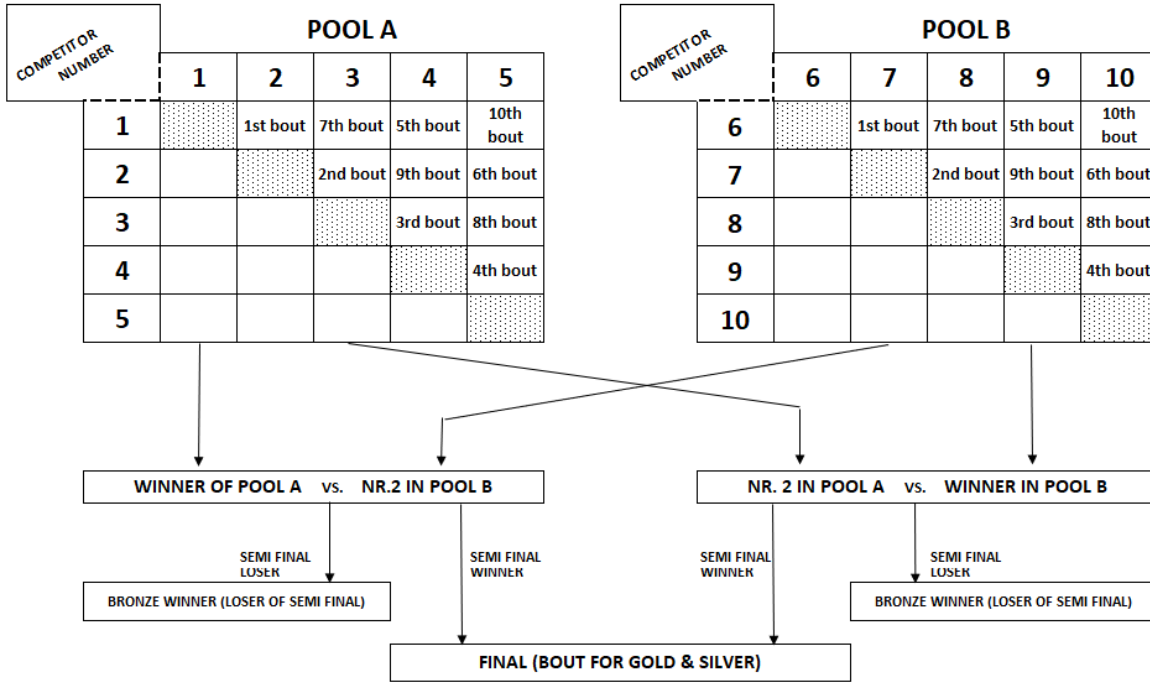 POOL A
COMPETITOR
NUMBER
1 2 3 4 5
1 1st bout 7th bout 5th bout 10th
bout
2 2nd bout 9th bout 6th bout
3 3rd bout 8th bout
4 4th bout
5
POOL B
COMPETITOR
NUMBER
6 7 8 9 10
6 1st bout 7th bout 5th bout 10th
bout
7 2nd bout 9th bout 6th bout
8 3rd bout 8th bout
9 4th bout
10
WINNER OF POOL A VS. NR.2 IN POOL B
NR. 2 IN POOL A VS. WINNER IN POOL B
SEMI FINAL
LOSER
SEMI FINAL
WINNER
SEMI FINAL
WINNER
SEMI FINAL
LOSER
BRONZE WINNER (LOSER OF SEMI FINAL)
BRONZE WINNER (LOSER OF SEMI FINAL)
FINAL (BOUT FOR GOLD & SILVER)